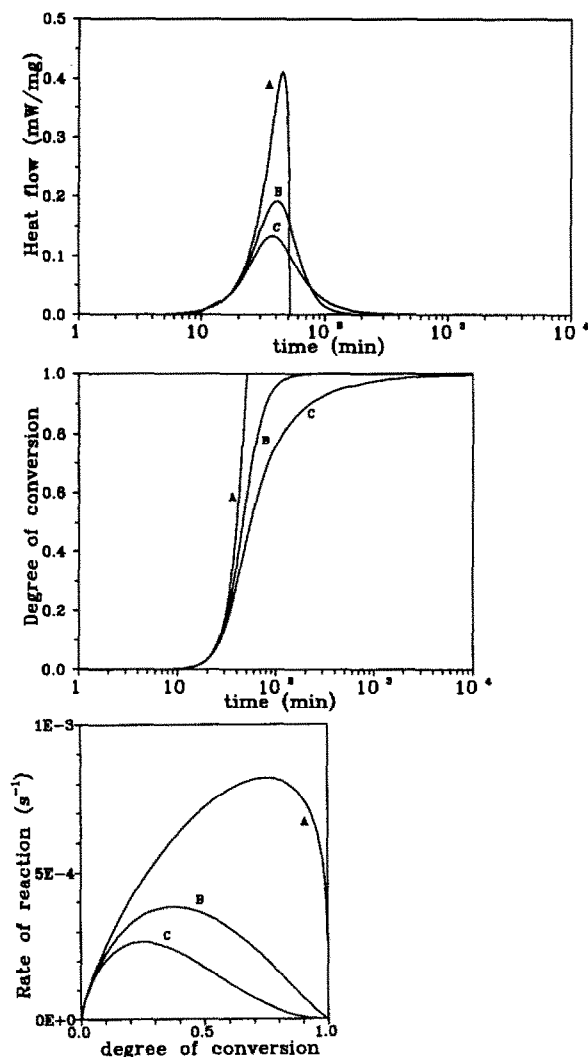 0.5
0.4
0.3
0.2
0.1
0.0
Heat flow (mW/mg)
A
B
C
1 10 10² 10³ 10⁴
time (min)
1.0
0.8
0.6
0.4
0.2
0.0
Degree of conversion
A
B
C
1 10 10² 10³ 10⁴
time (min)
1E-3
5E-4
0E+0
Rate of reaction (s⁻¹)
A
B
C
0.0 0.5 1.0
degree of conversion